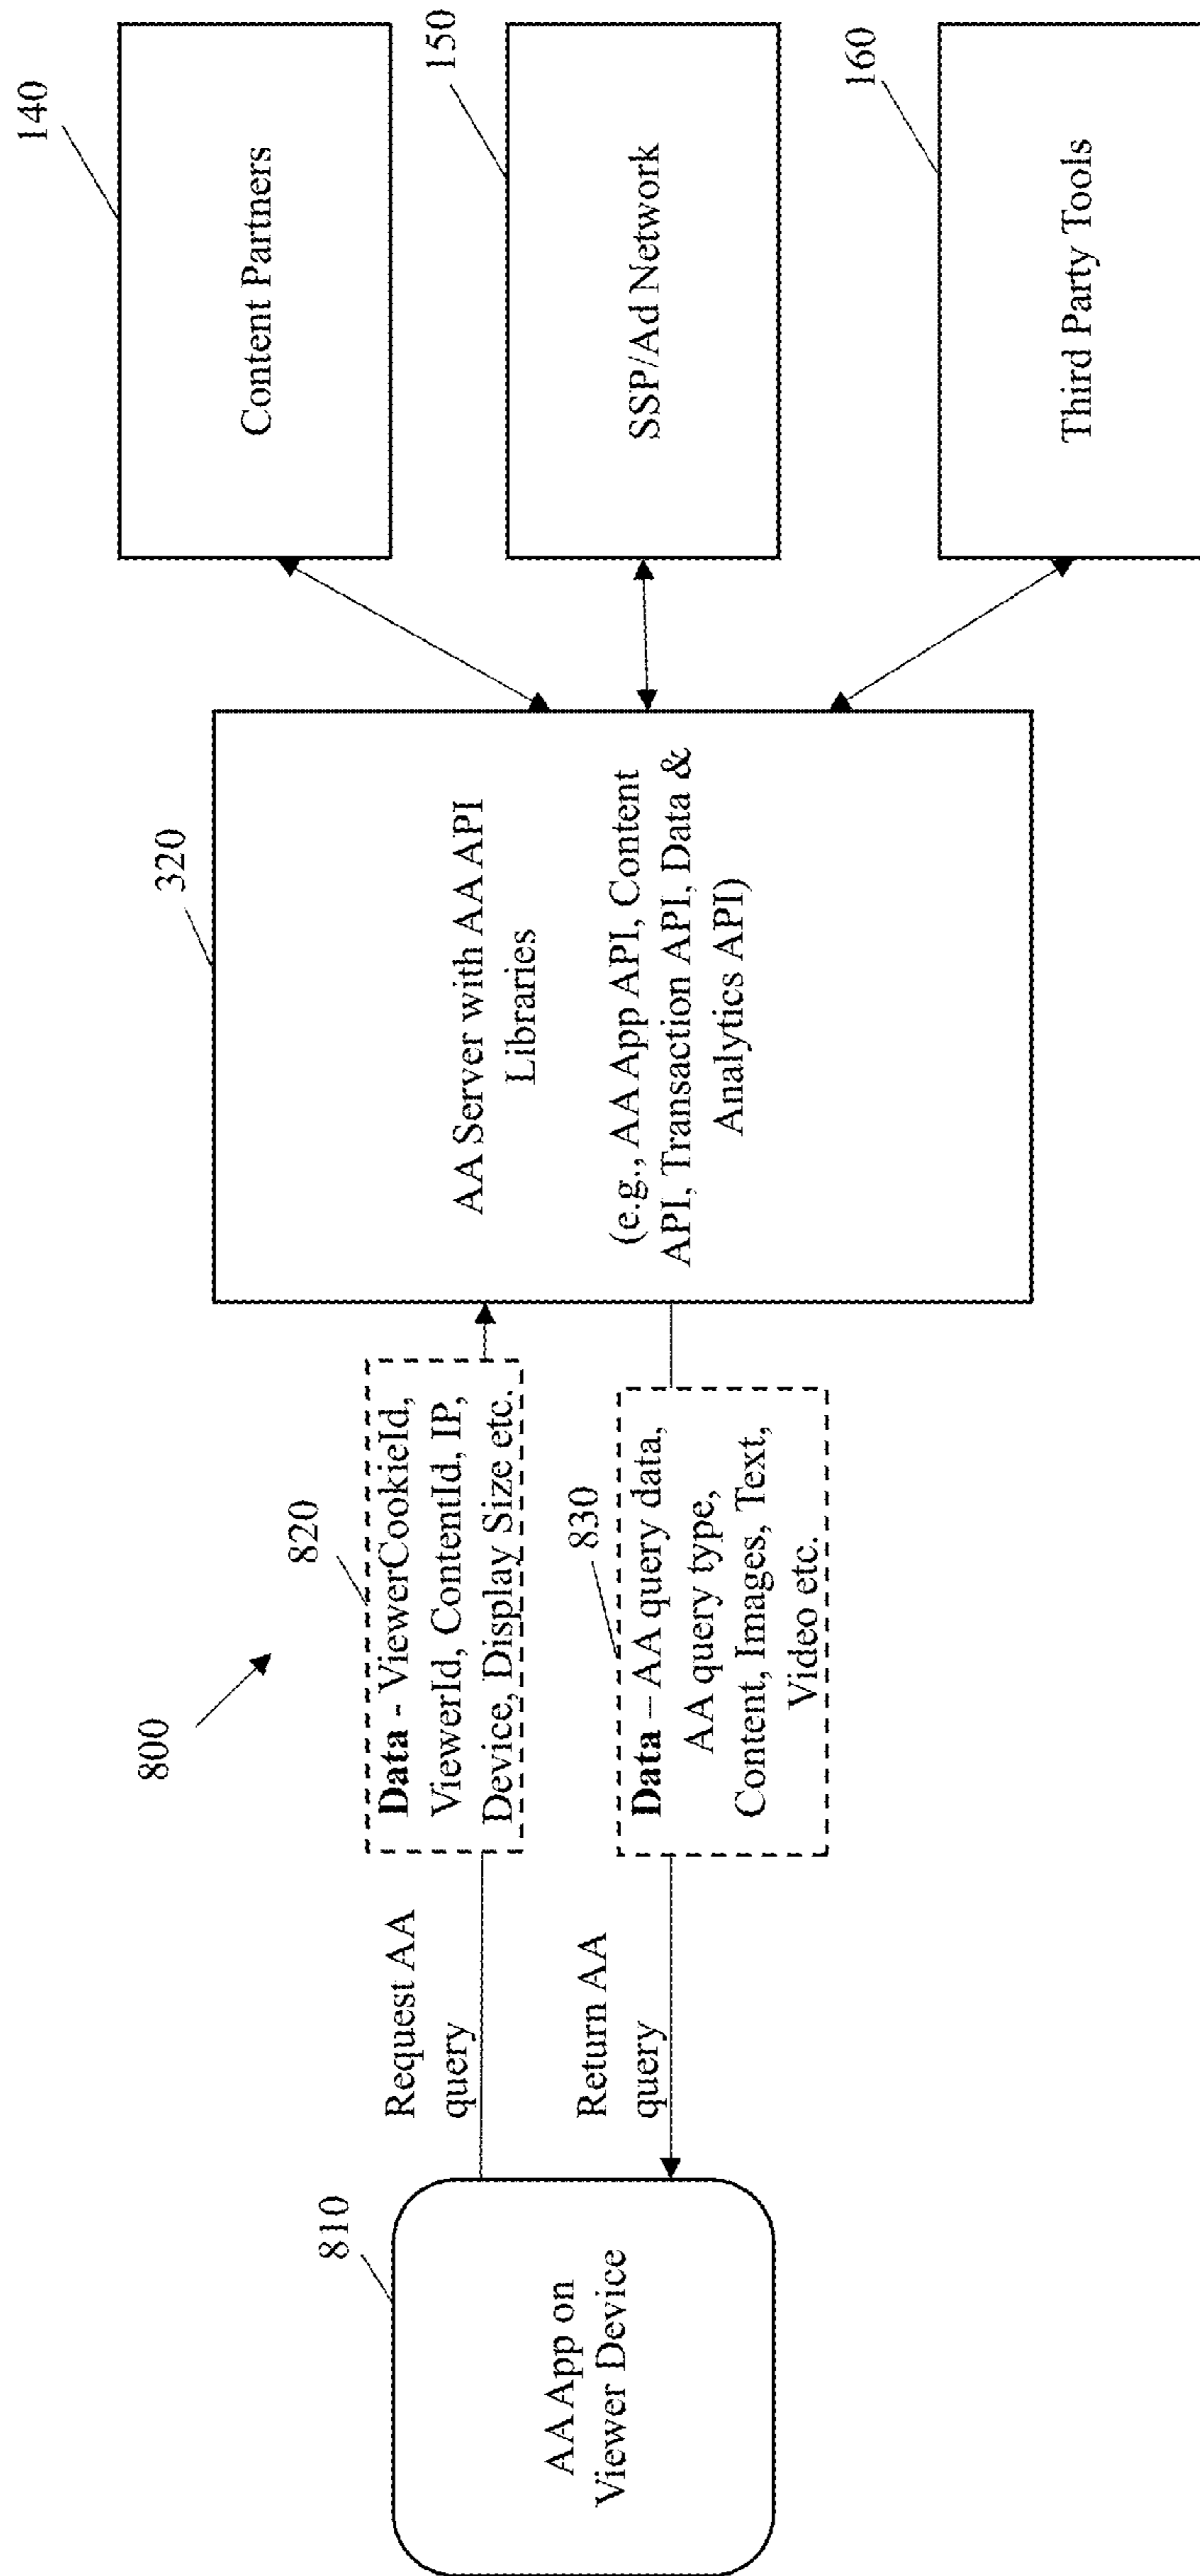 800
810
AA App on
Viewer Device
Request AA
query
Return AA
query
820
Data - ViewerCookieId,
ViewerId, ContentId, IP,
Device, Display Size etc.
830
Data – AA query data,
AA query type,
Content, Images, Text,
Video etc.
320
AA Server with AA API
Libraries
(e.g., AA App API, Content
API, Transaction API, Data &
Analytics API)
140
Content Partners
150
SSP/Ad Network
160
Third Party Tools